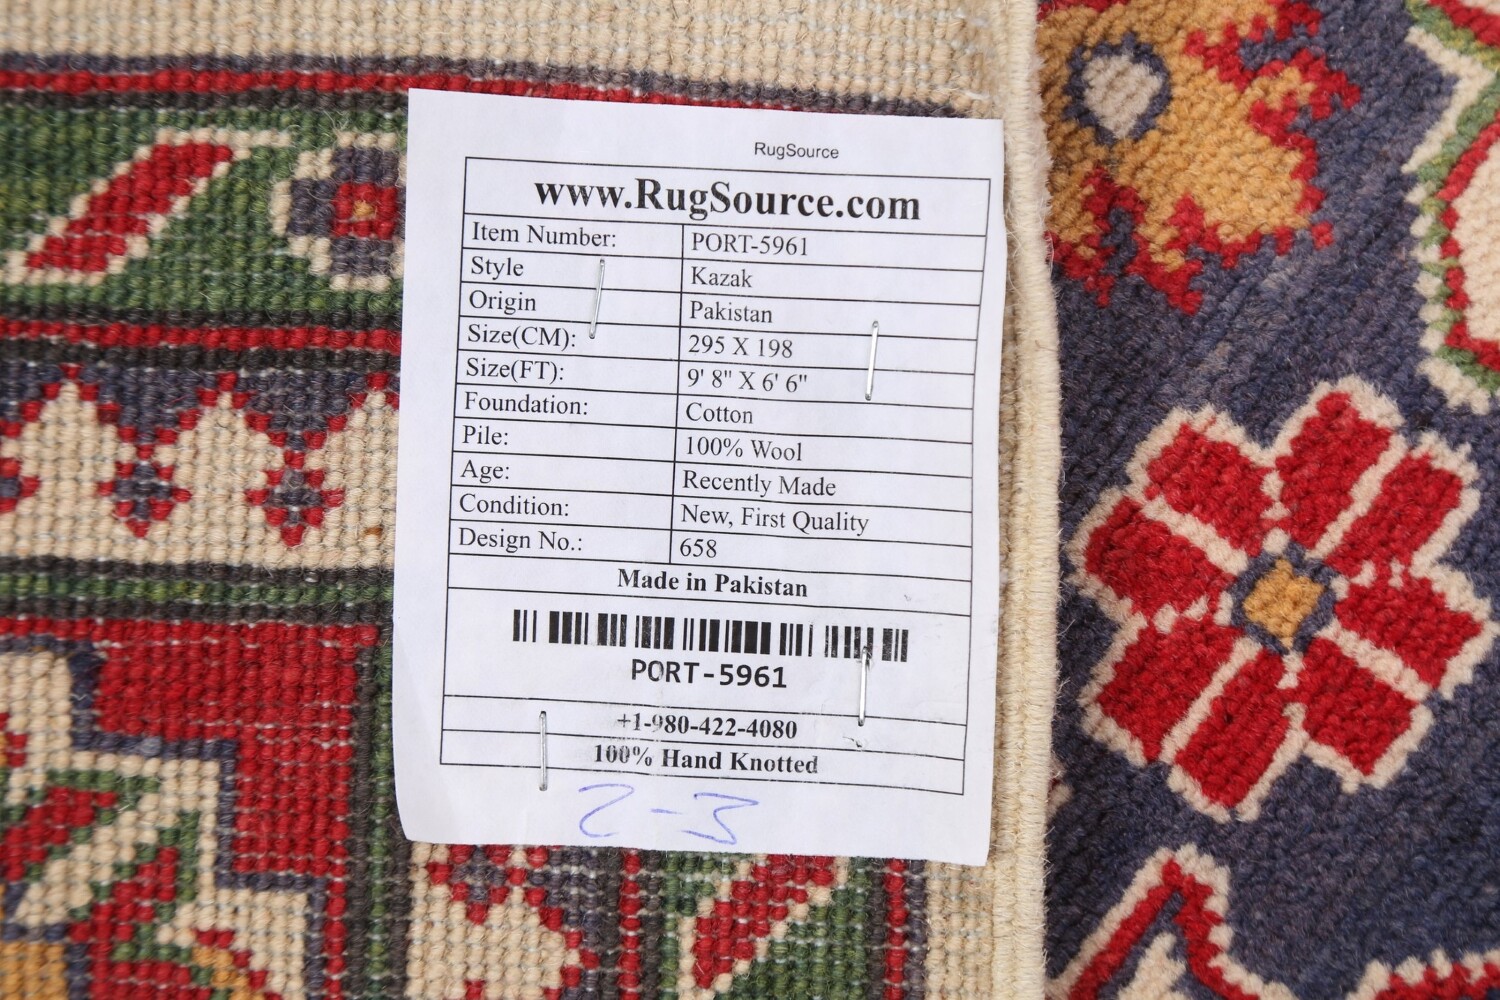 RugSource
www.RugSource.com
Item Number: PORT-5961
Style Kazak
Origin Pakistan
Size(CM): 295 X 198
Size(FT): 9' 8" X 6' 6"
Foundation: Cotton
Pile: 100% Wool
Age: Recently Made
Condition: New, First Quality
Design No.: 658
Made in Pakistan
PORT-5961
+1-980-422-4080
100% Hand Knotted
2-3